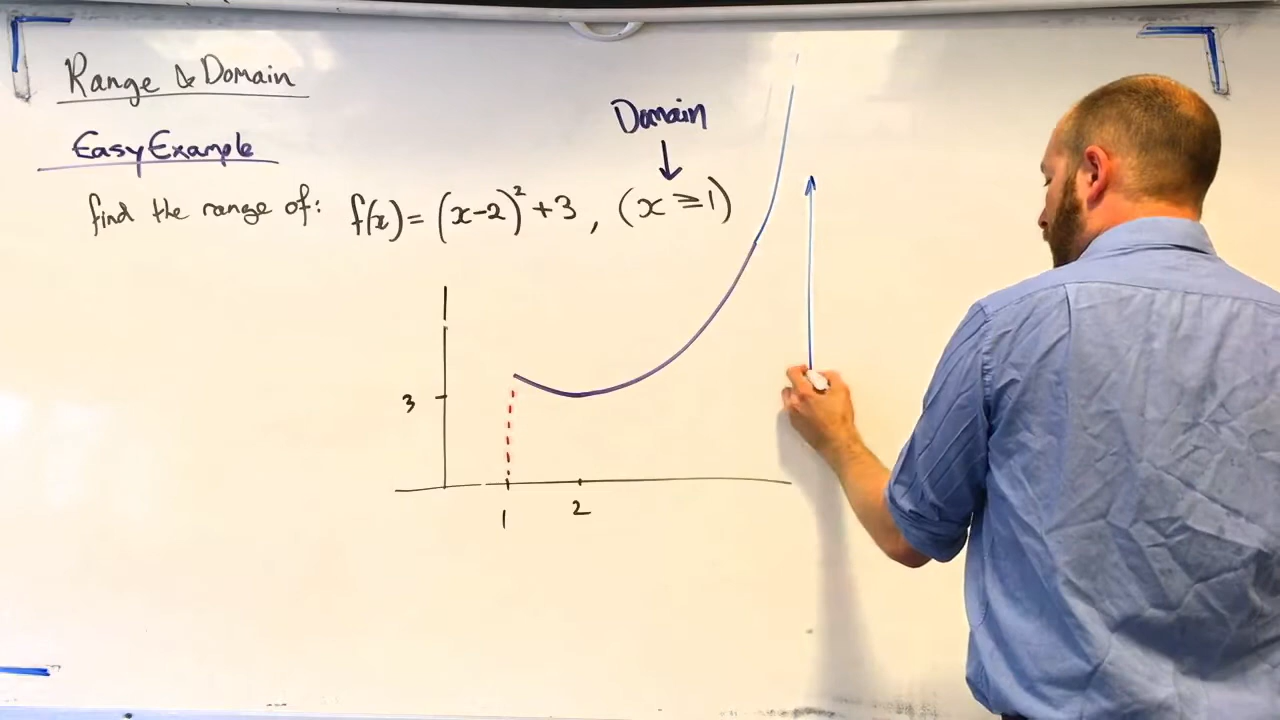 Range & Domain
Easy Example
Domain
find the range of: f(x) = (x-2)² + 3, (x ≥ 1)
3
1 2